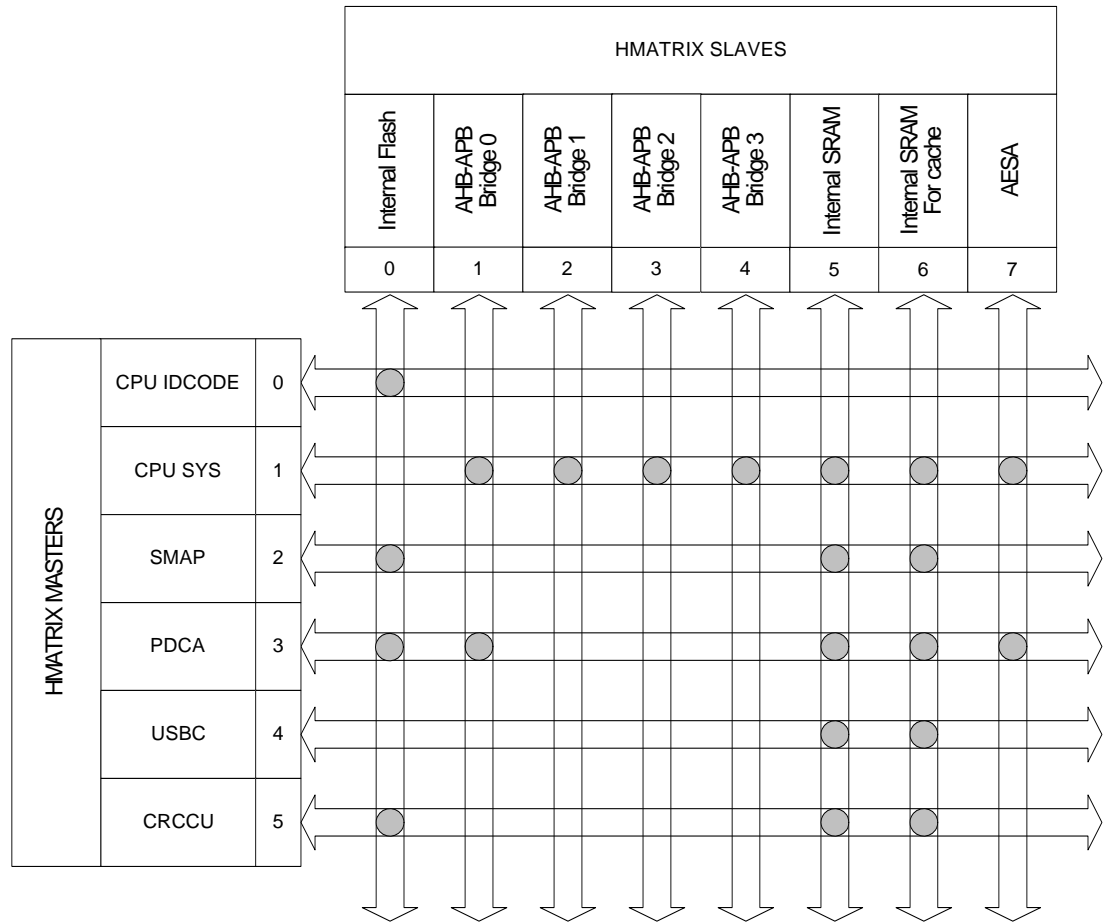 HMATRIX SLAVES
Internal Flash
AHB-APB
Bridge 0
AHB-APB
Bridge 1
AHB-APB
Bridge 2
AHB-APB
Bridge 3
Internal SRAM
Internal SRAM
For cache
AESA
0 1 2 3 4 5 6 7
HMATRIX MASTERS
CPU IDCODE 0
CPU SYS 1
SMAP 2
PDCA 3
USBC 4
CRCCU 5